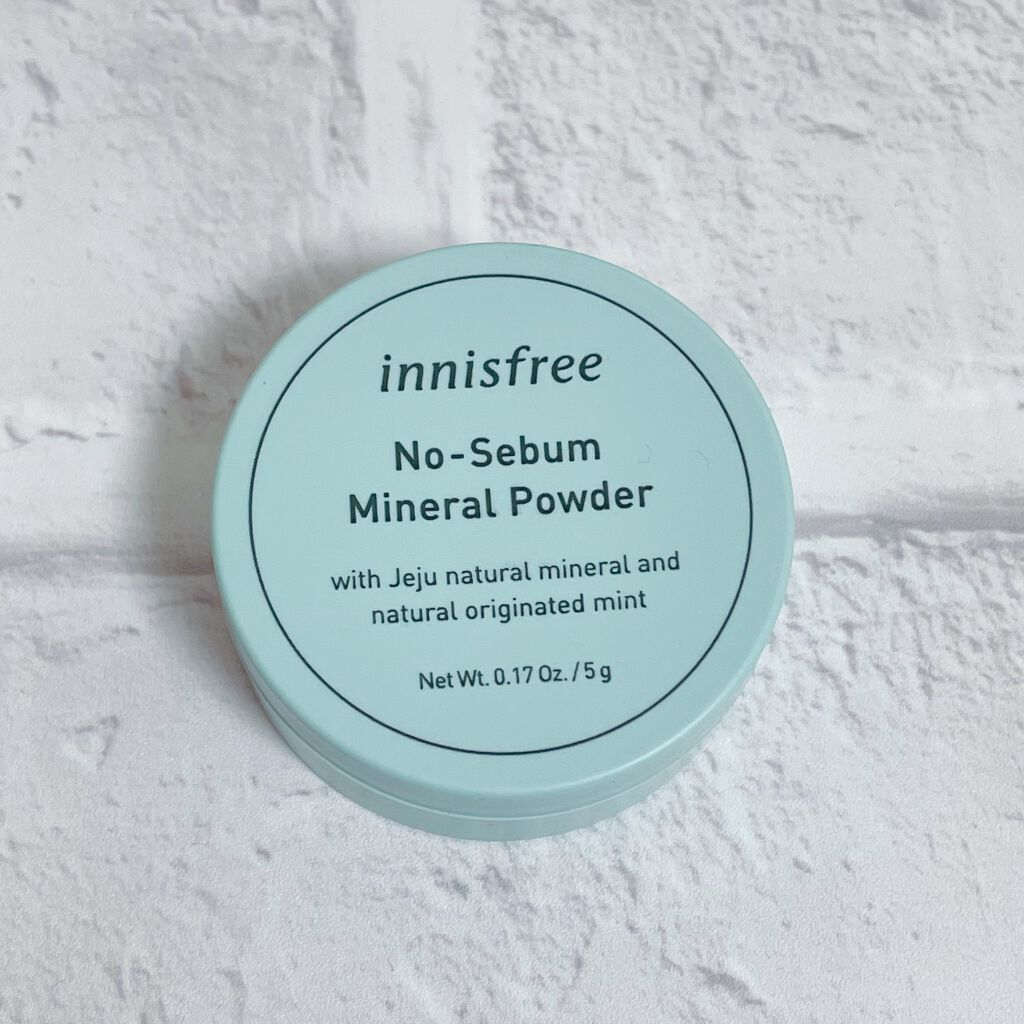 innisfree
No-Sebum
Mineral Powder
with Jeju natural mineral and
natural originated mint
Net Wt. 0.17 Oz. / 5 g